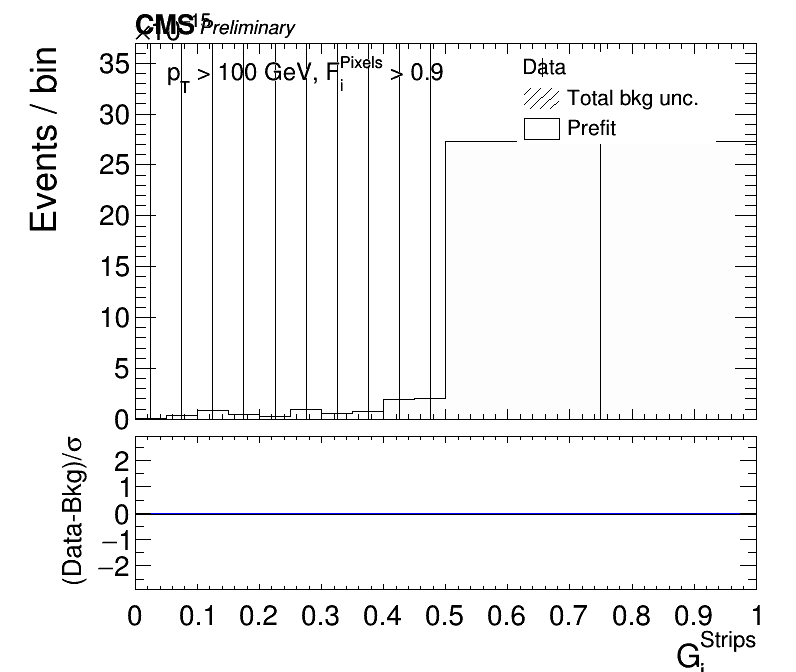 CMS Preliminary
×10^15
Events / bin
p_T > 100 GeV, F_i^Pixels > 0.9
Data
Total bkg unc.
Prefit
35
30
25
20
15
10
5
0
(Data-Bkg)/σ
2
1
0
−1
−2
0 0.1 0.2 0.3 0.4 0.5 0.6 0.7 0.8 0.9 1
G_i^Strips